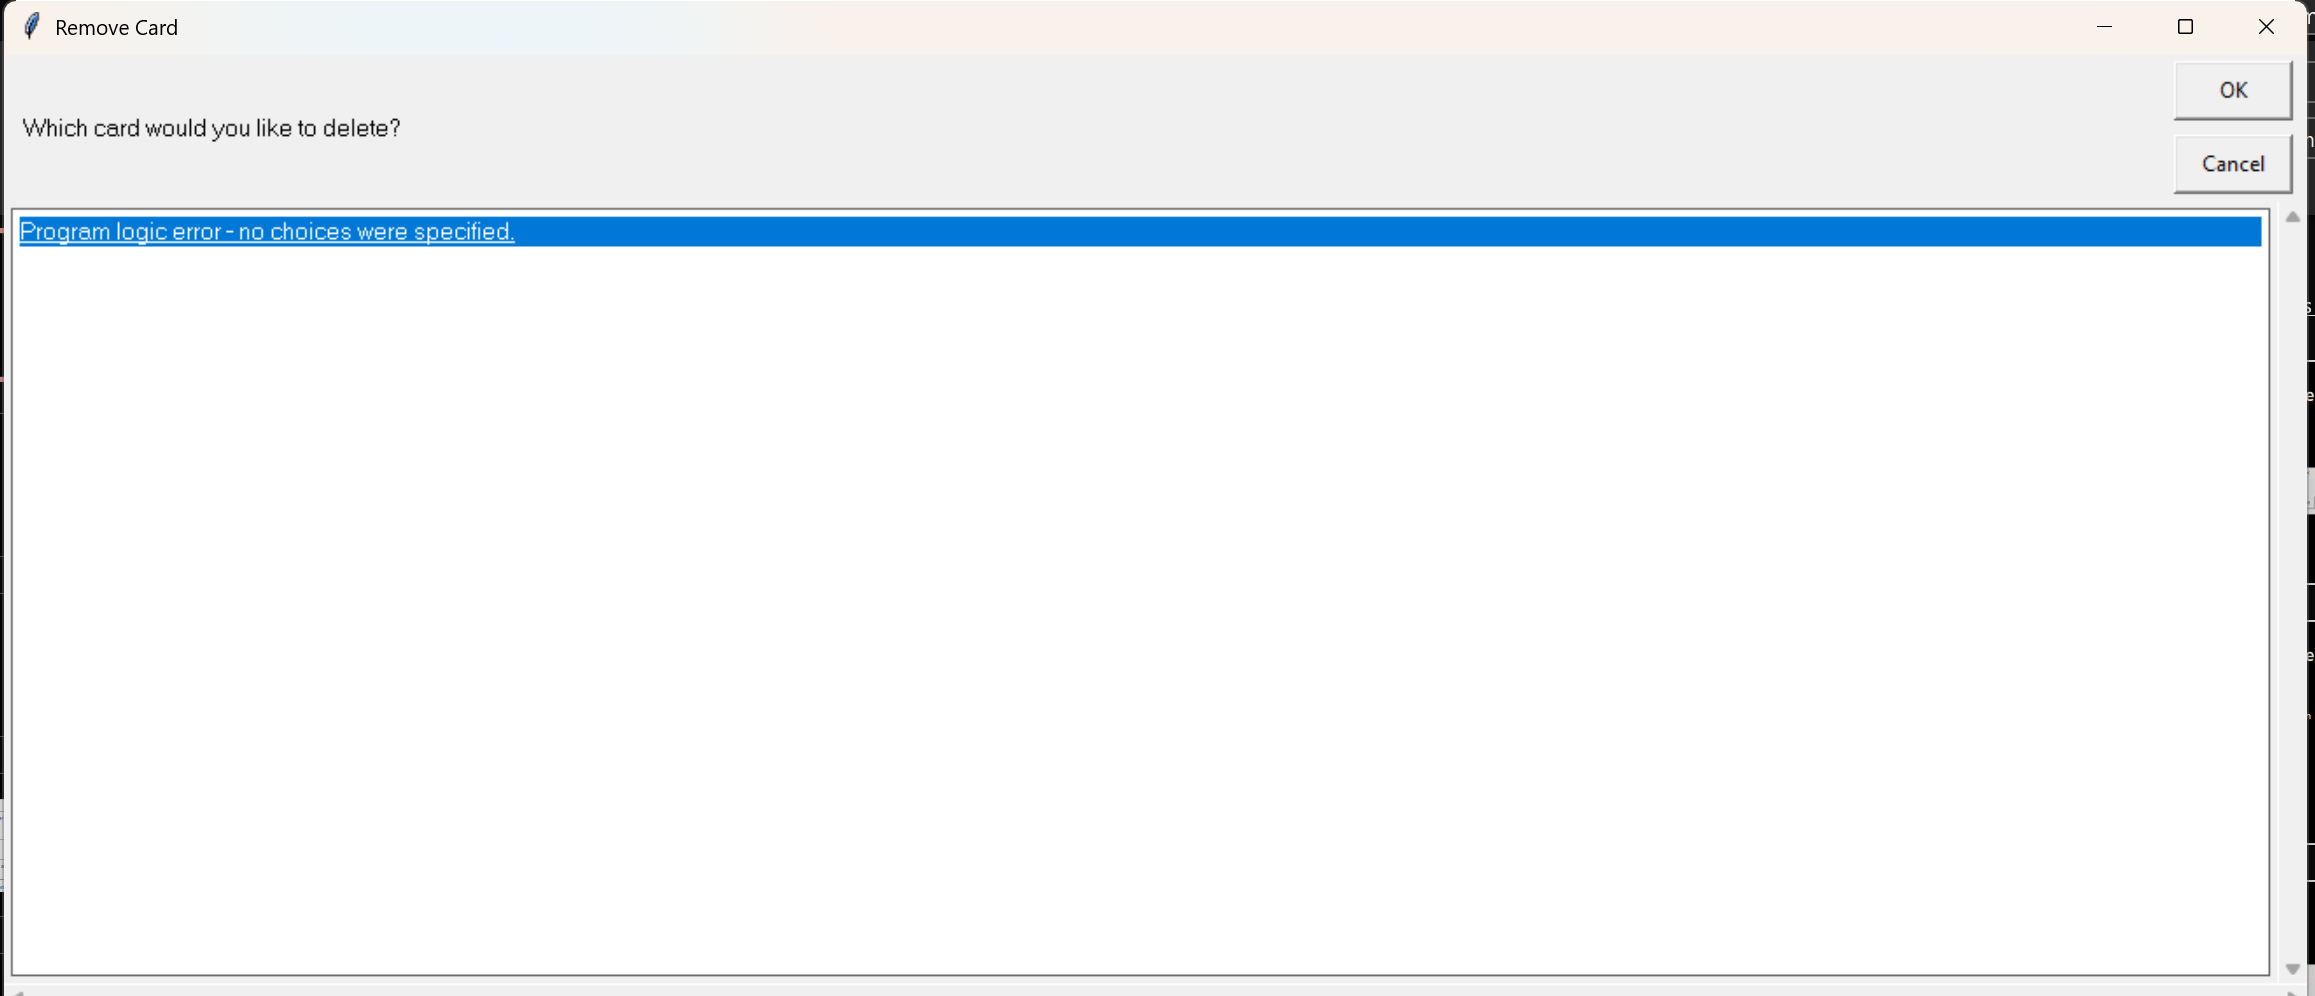 Remove Card
OK
Which card would you like to delete?
Cancel
Program logic error - no choices were specified.